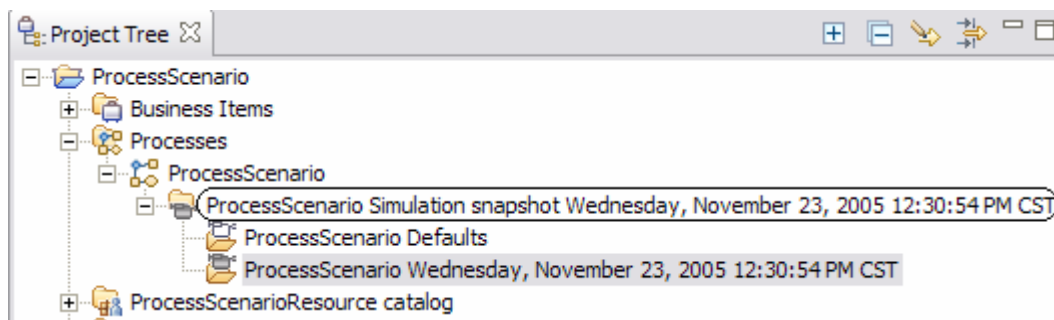 Project Tree
ProcessScenario
Business Items
Processes
ProcessScenario
ProcessScenario Simulation snapshot Wednesday, November 23, 2005 12:30:54 PM CST
ProcessScenario Defaults
ProcessScenario Wednesday, November 23, 2005 12:30:54 PM CST
ProcessScenarioResource catalog